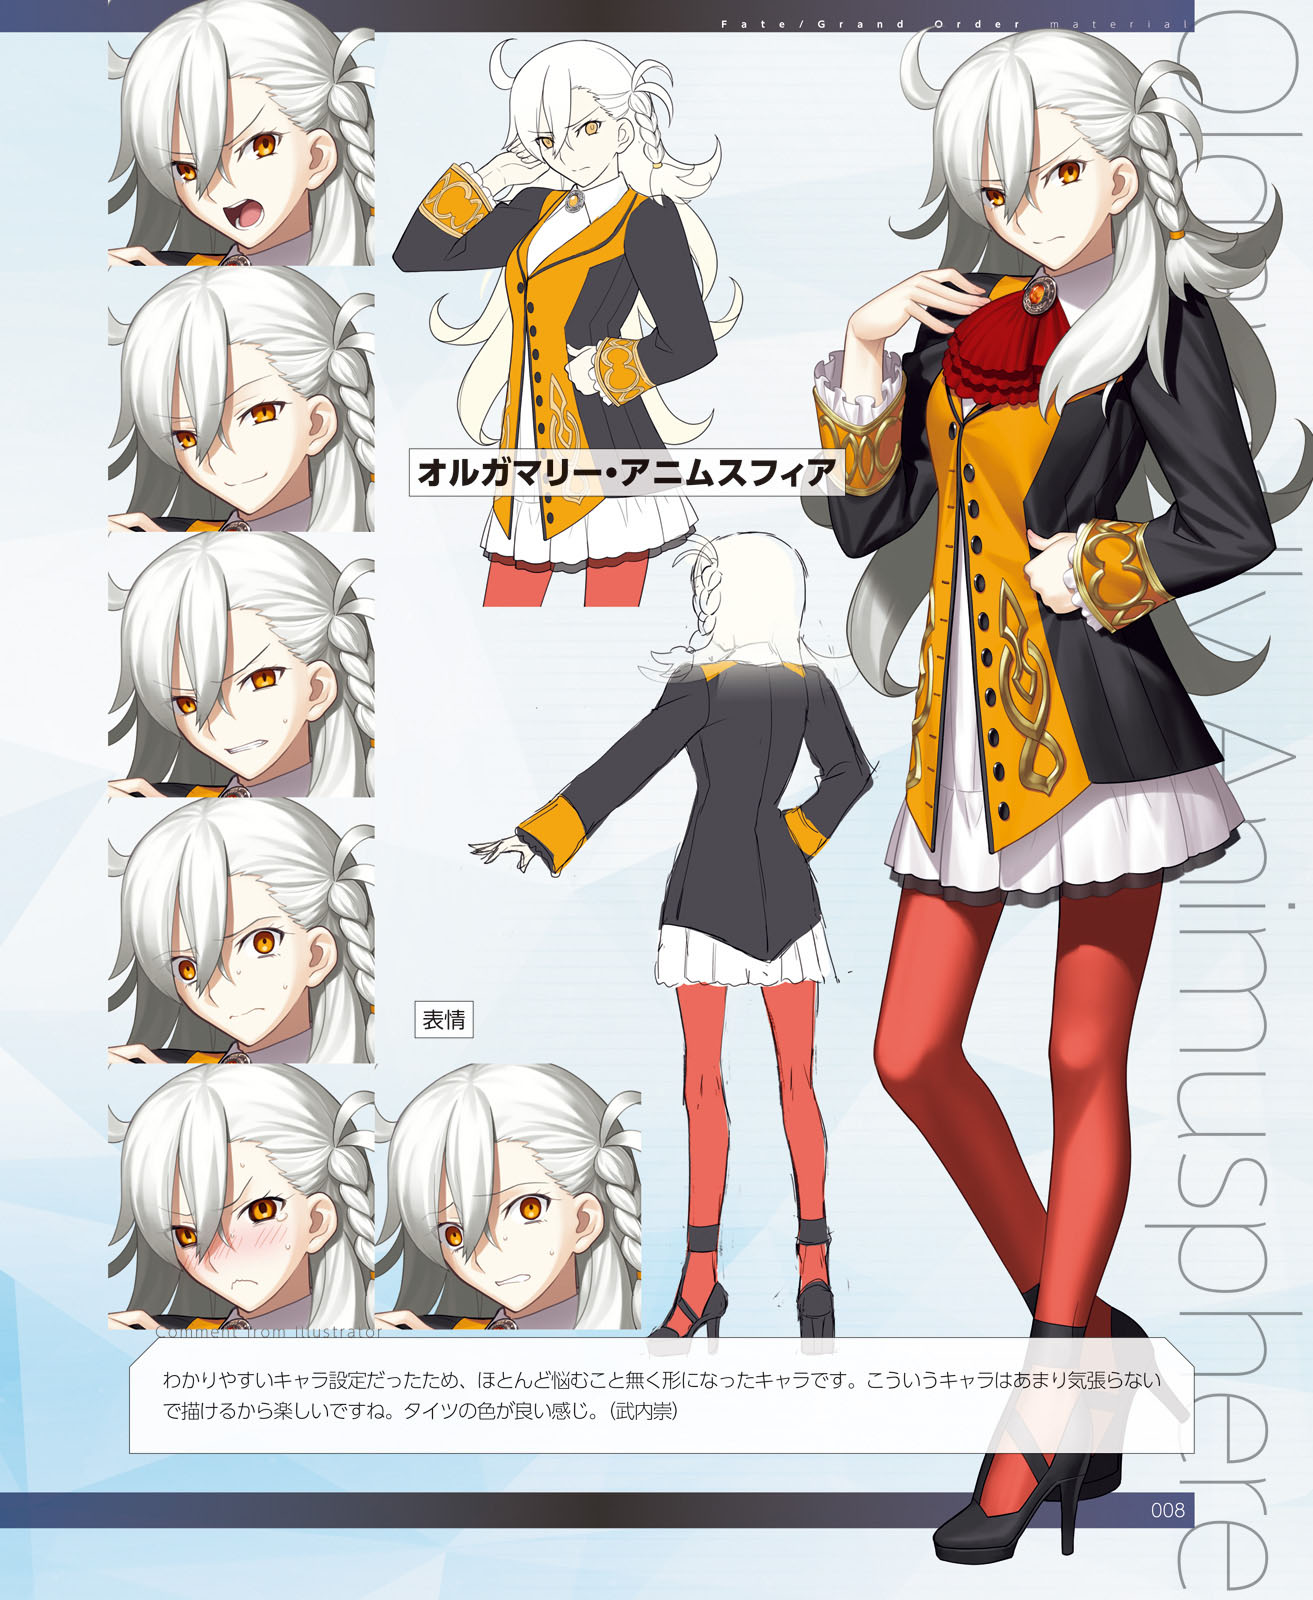 Fate/Grand Order material
Olgamally Animusphere
オルガマリー・アニムスフィア
表情
Comment from Illustrator
わかりやすいキャラ設定だったため、ほとんど悩むこと無く形になったキャラです。こういうキャラはあまり気張らない
で描けるから楽しいですね。タイツの色が良い感じ。（武内崇）
008